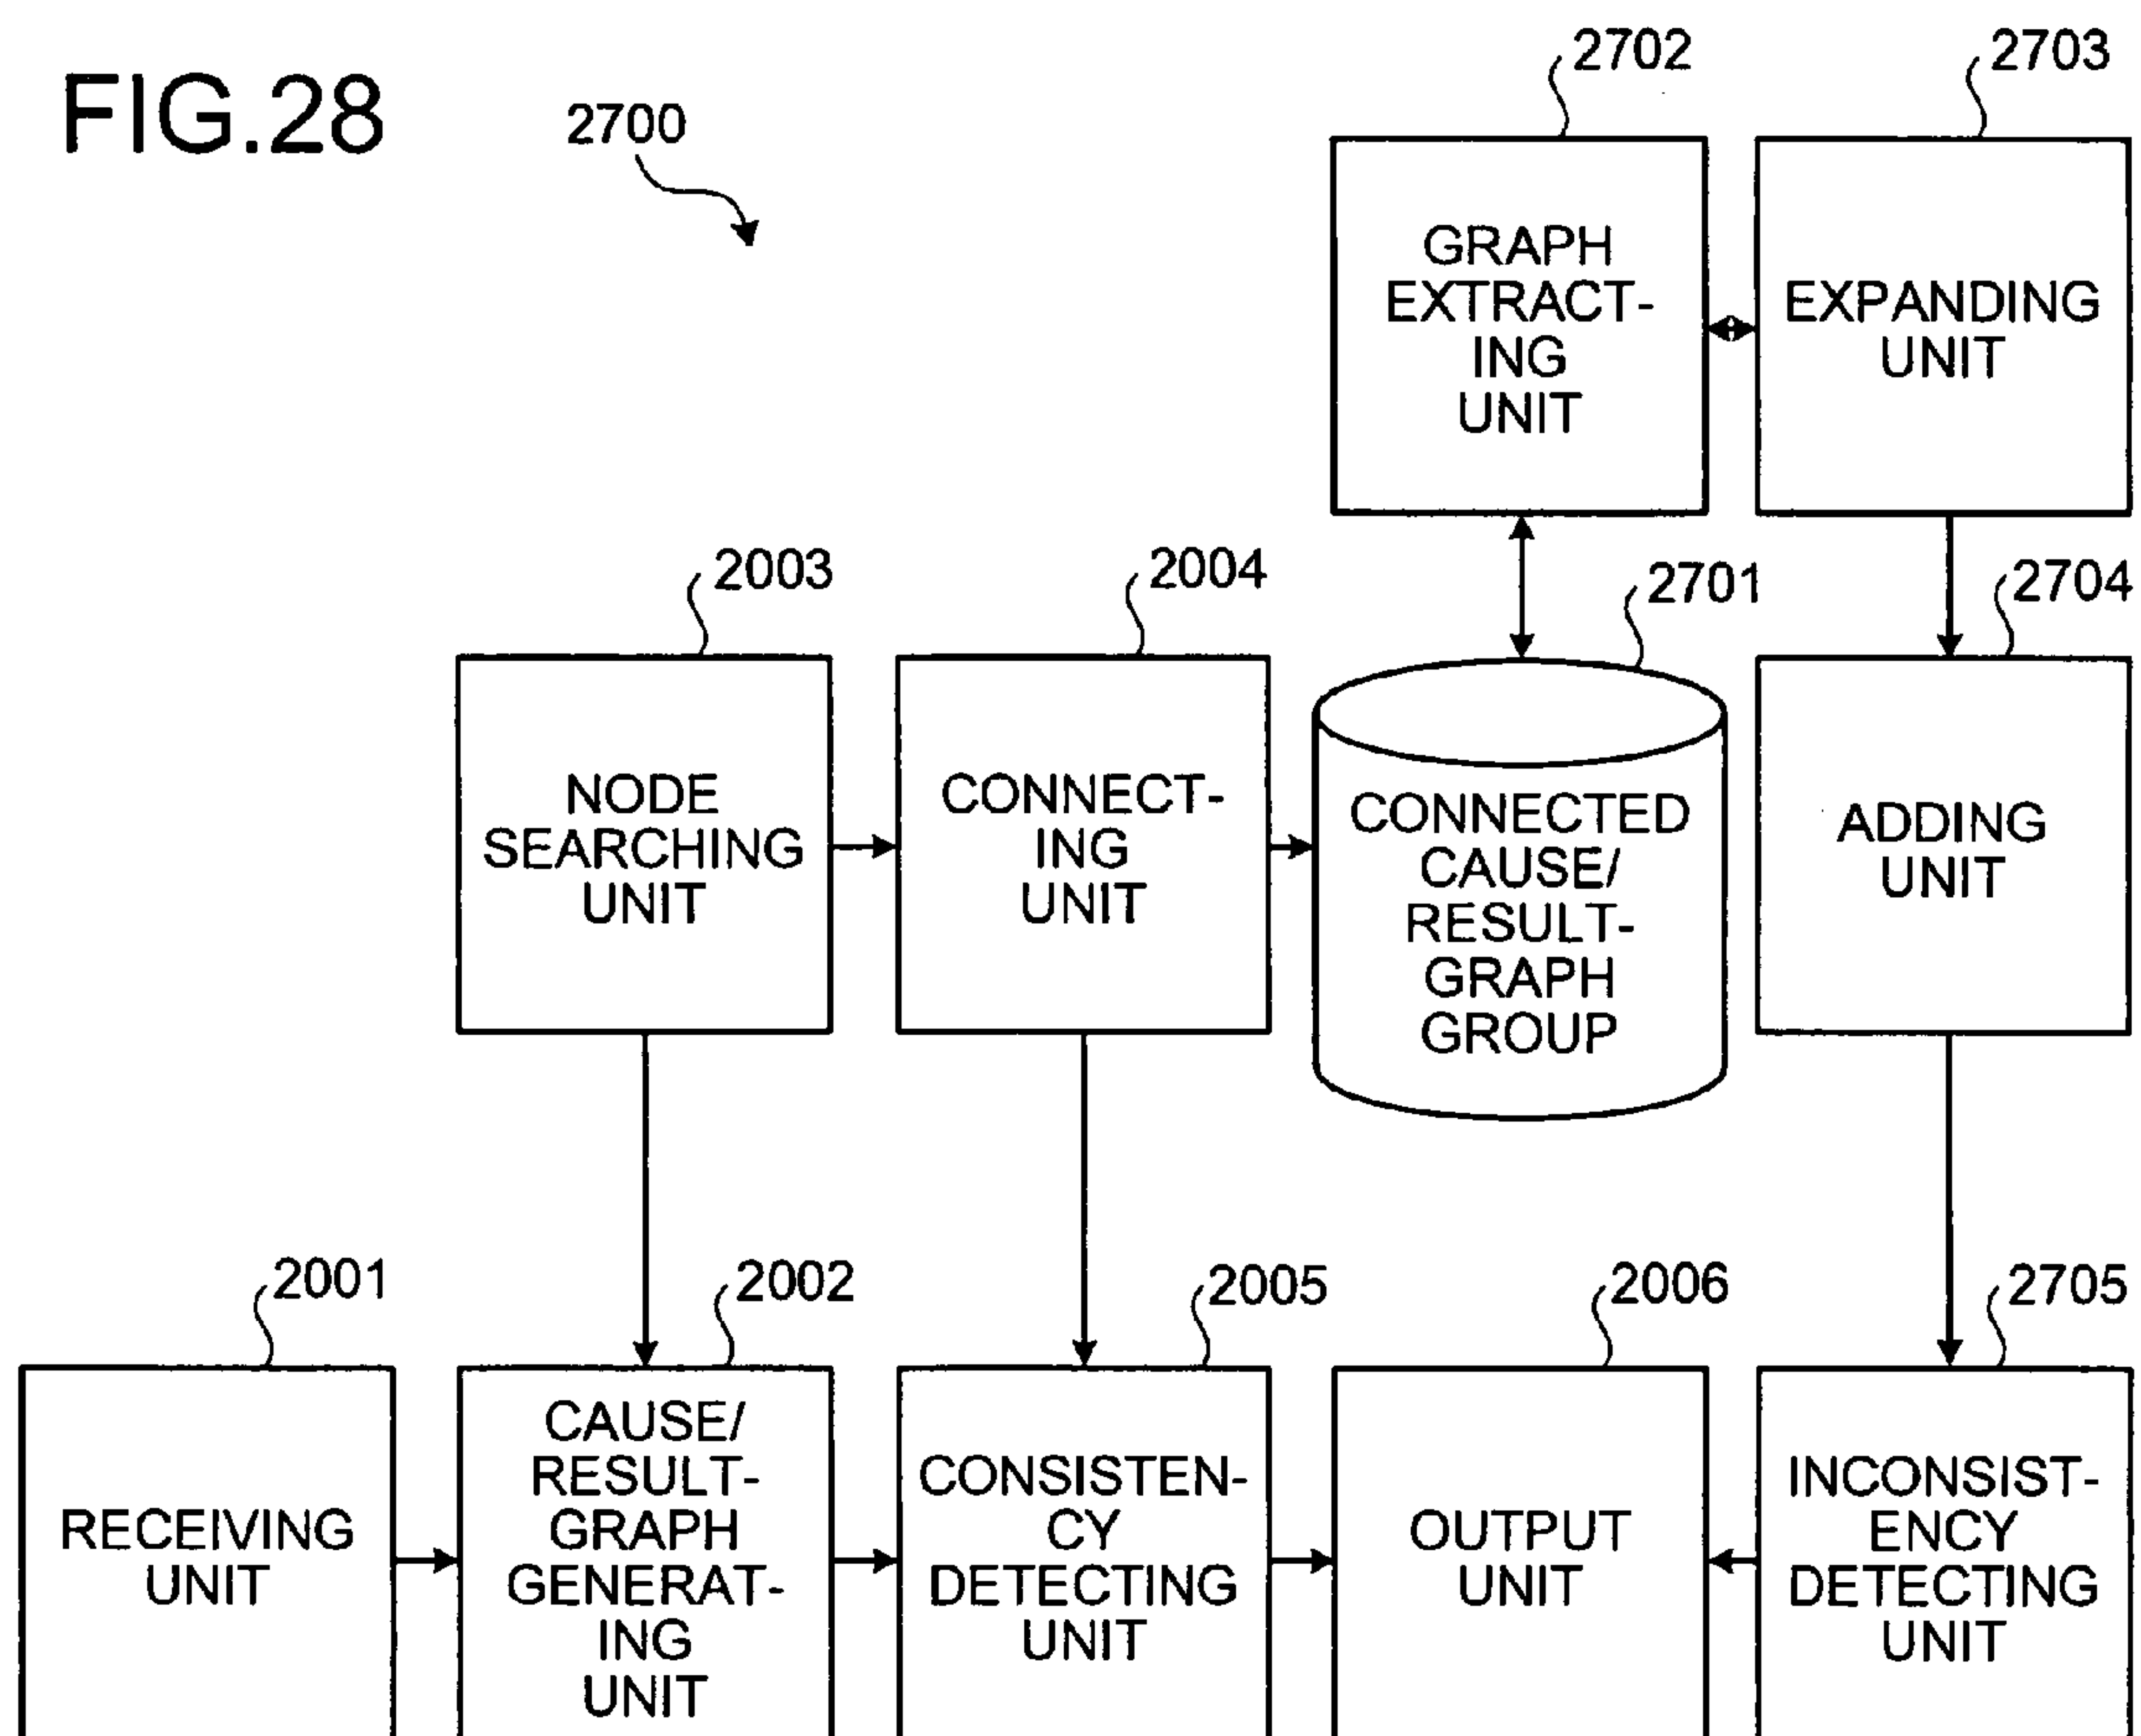 FIG.28
2700
2702
2703
GRAPH
EXTRACT-
ING
UNIT
EXPANDING
UNIT
2003
2004
2701
2704
NODE
SEARCHING
UNIT
CONNECT-
ING
UNIT
CONNECTED
CAUSE/
RESULT-
GRAPH
GROUP
ADDING
UNIT
2001
2002
2005
2006
2705
RECEIVING
UNIT
CAUSE/
RESULT-
GRAPH
GENERAT-
ING
UNIT
CONSISTEN-
CY
DETECTING
UNIT
OUTPUT
UNIT
INCONSIST-
ENCY
DETECTING
UNIT